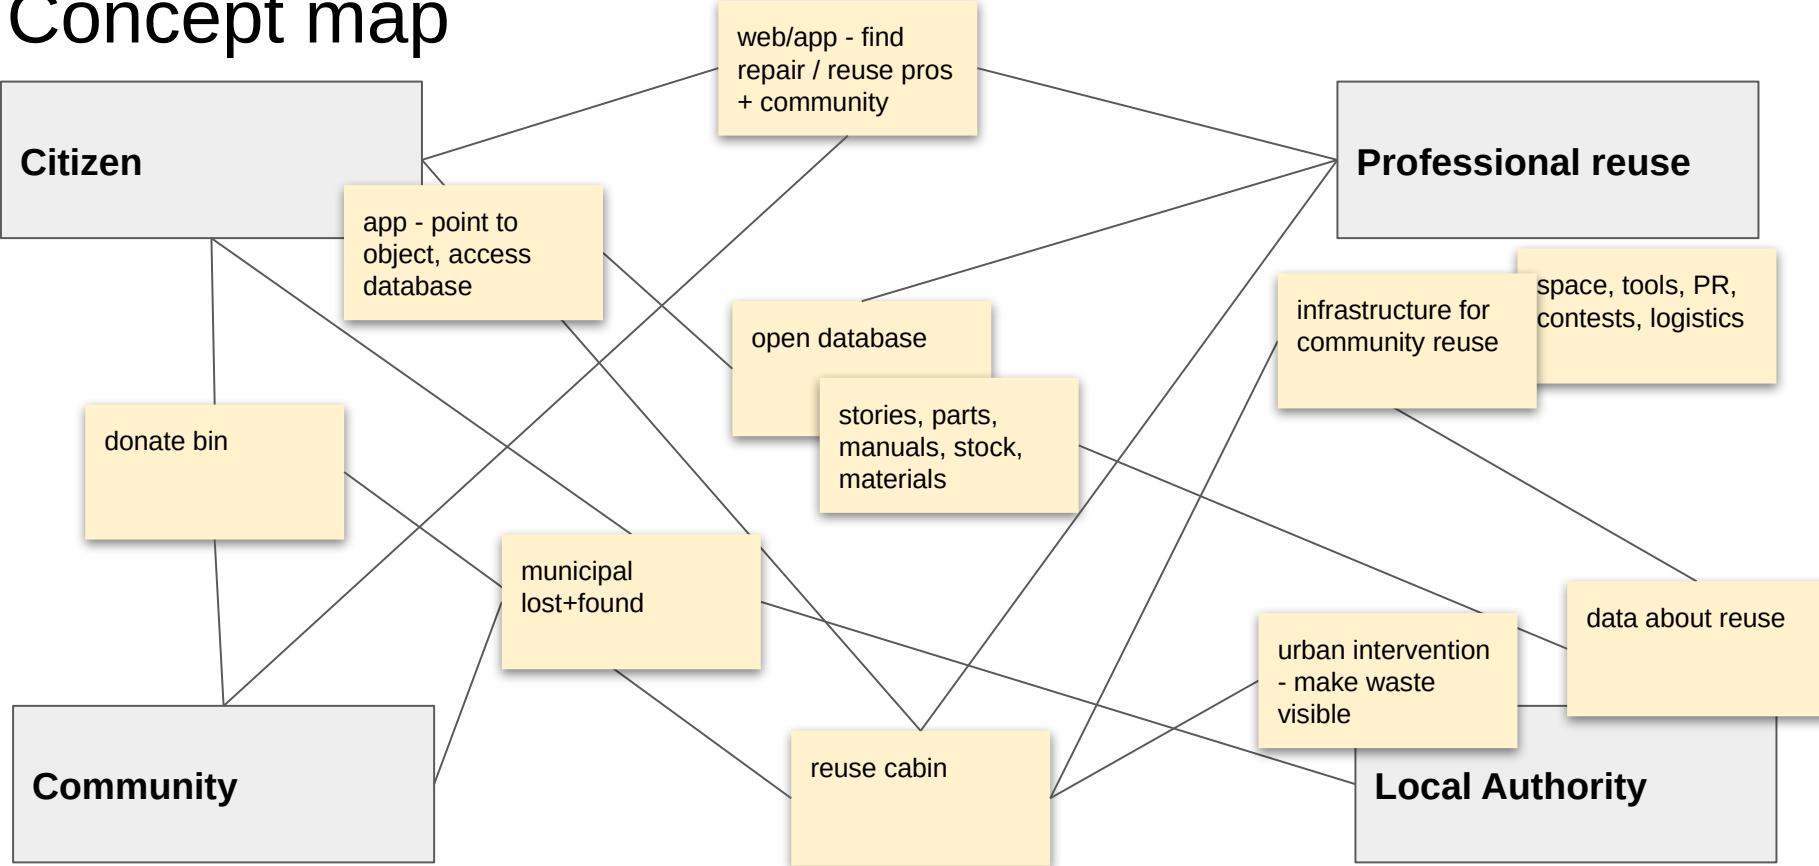 Concept map
web/app - find
repair / reuse pros
+ community
Citizen
Professional reuse
app - point to
object, access
database
space, tools, PR,
contests, logistics
infrastructure for
community reuse
open database
stories, parts,
manuals, stock,
materials
donate bin
municipal
lost+found
data about reuse
urban intervention
- make waste
visible
reuse cabin
Community
Local Authority